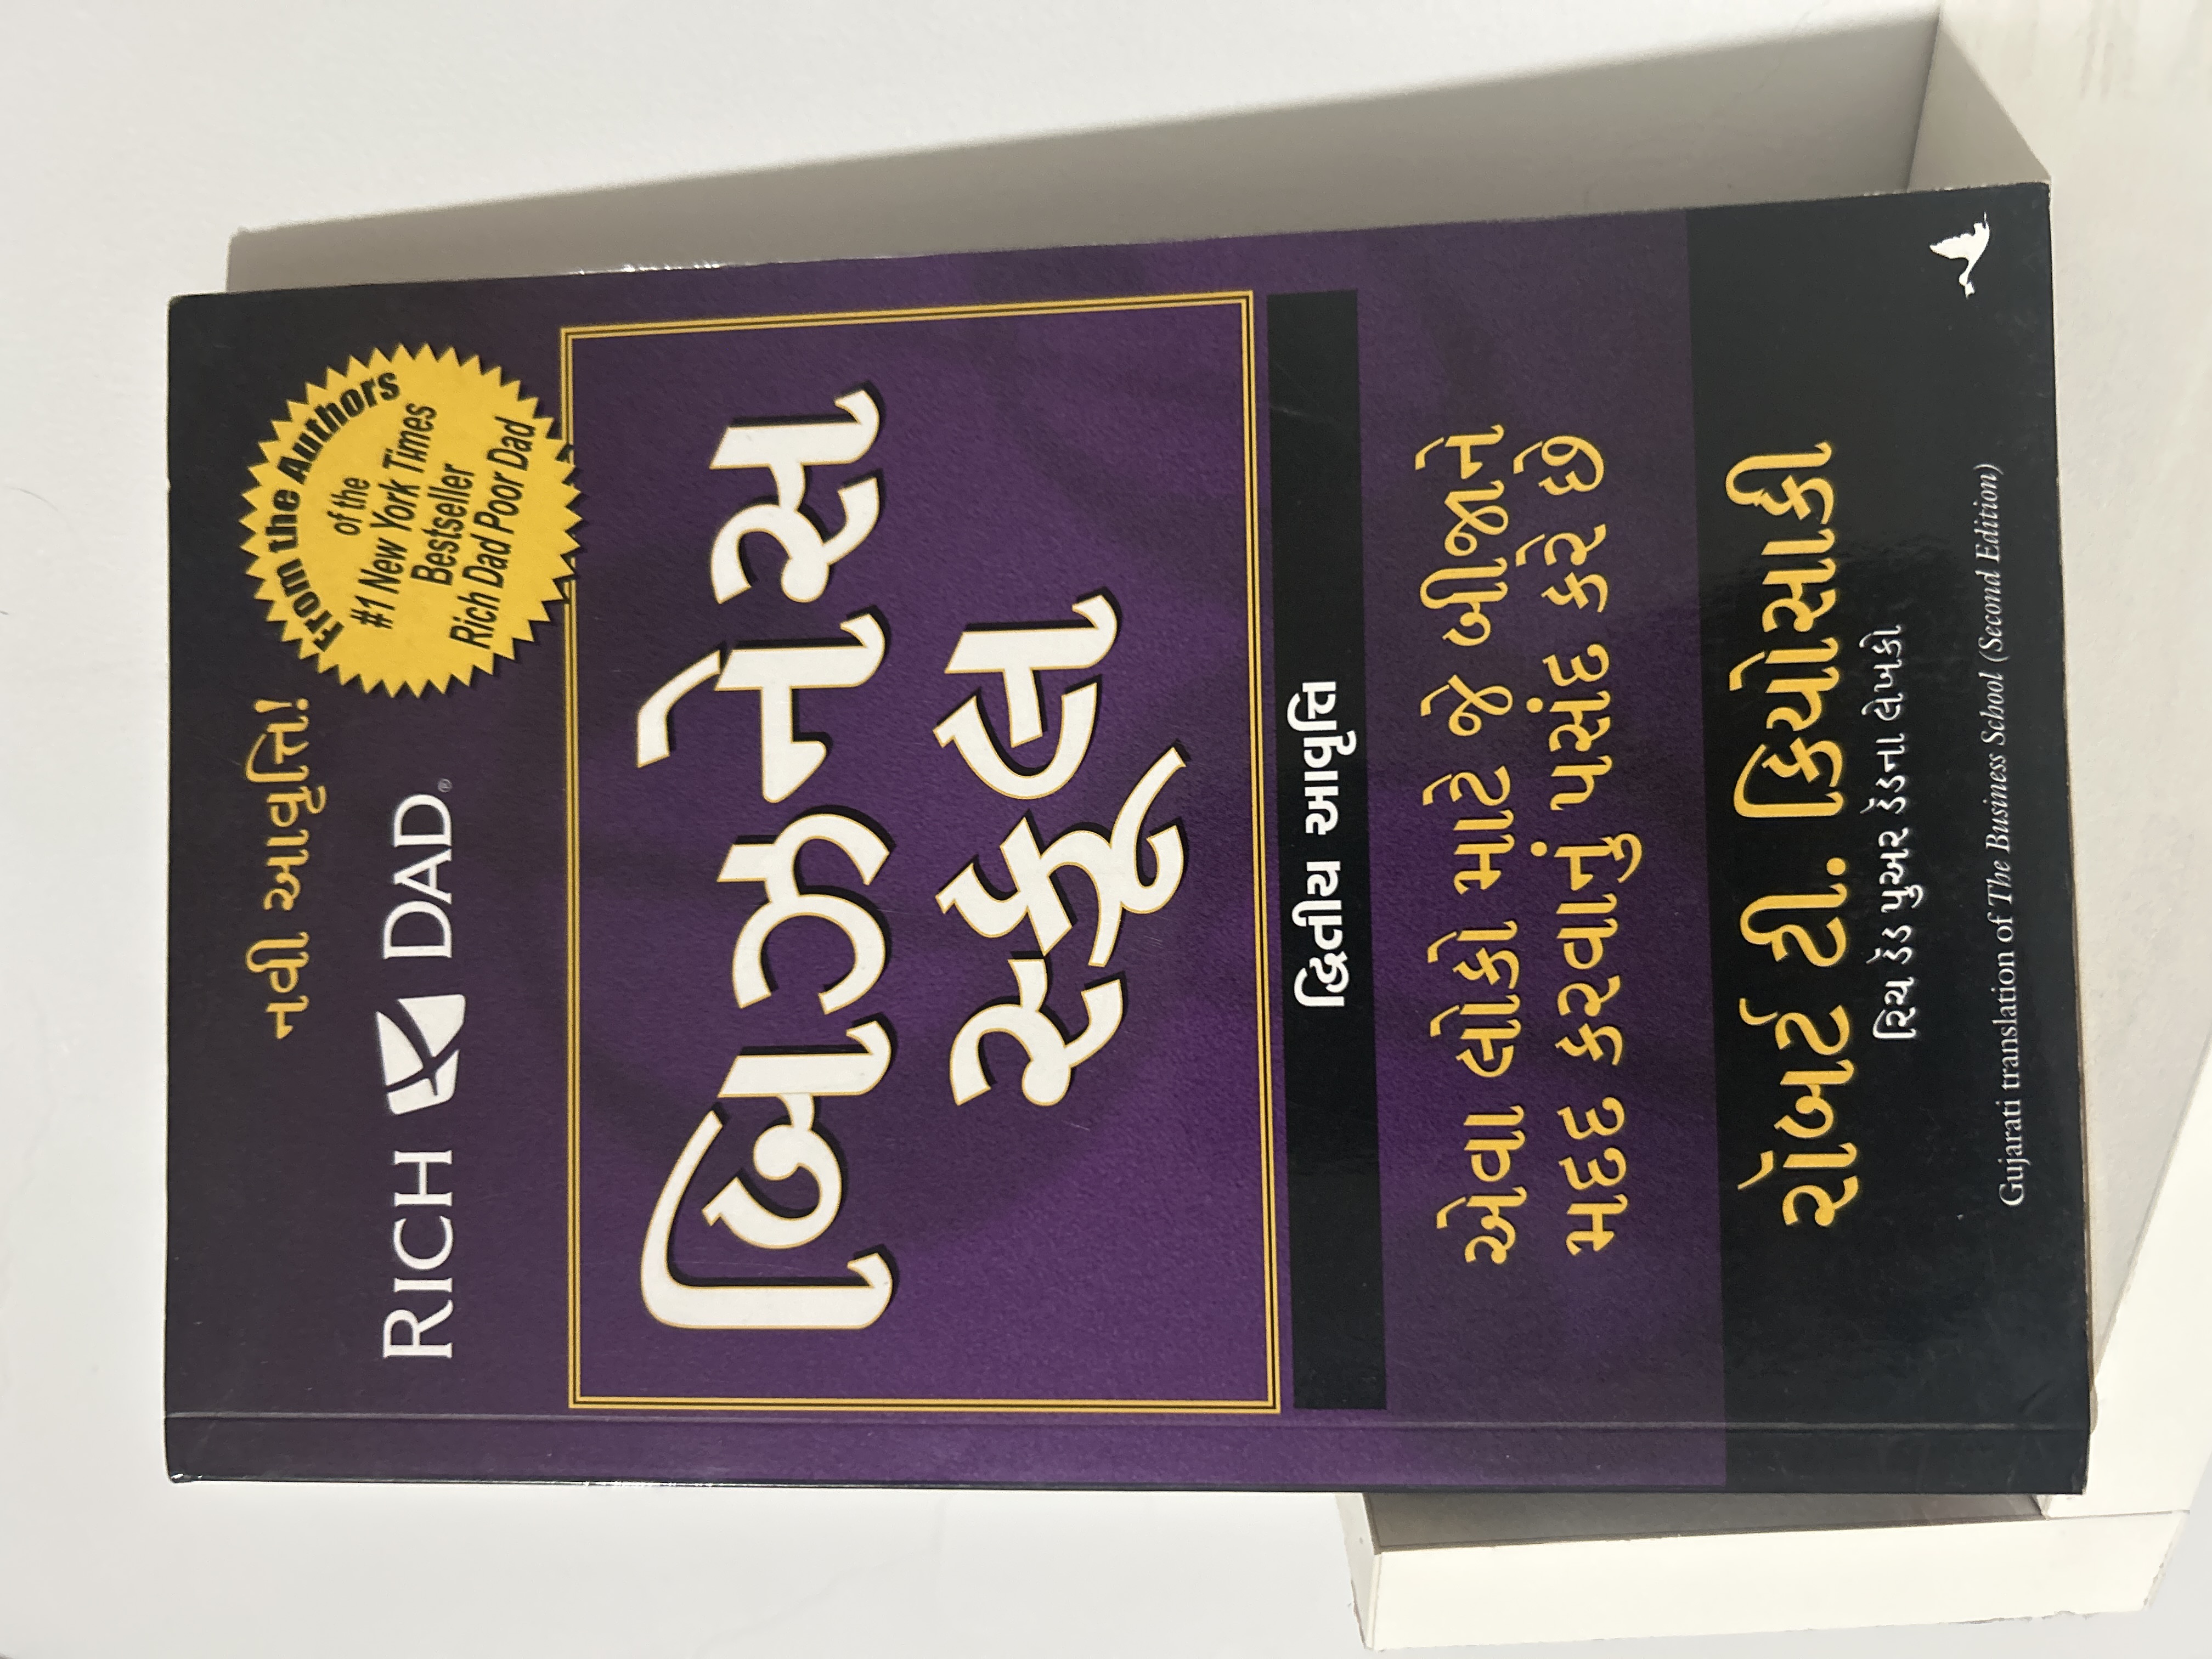 નવી આવૃત્તિ!
From the Authors
of the
#1 New York Times
Bestseller
Rich Dad Poor Dad
RICH DAD®
બિઝનેસ
સ્કૂલ
દ્વિતીય આવૃત્તિ
એવા લોકો માટે જે બીજાને
મદદ કરવાનું પસંદ કરે છે
રૉબર્ટ ટી. કિયોસાકી
રિચ ડૅડ પુઅર ડૅડના લેખકો
Gujarati translation of The Business School (Second Edition)